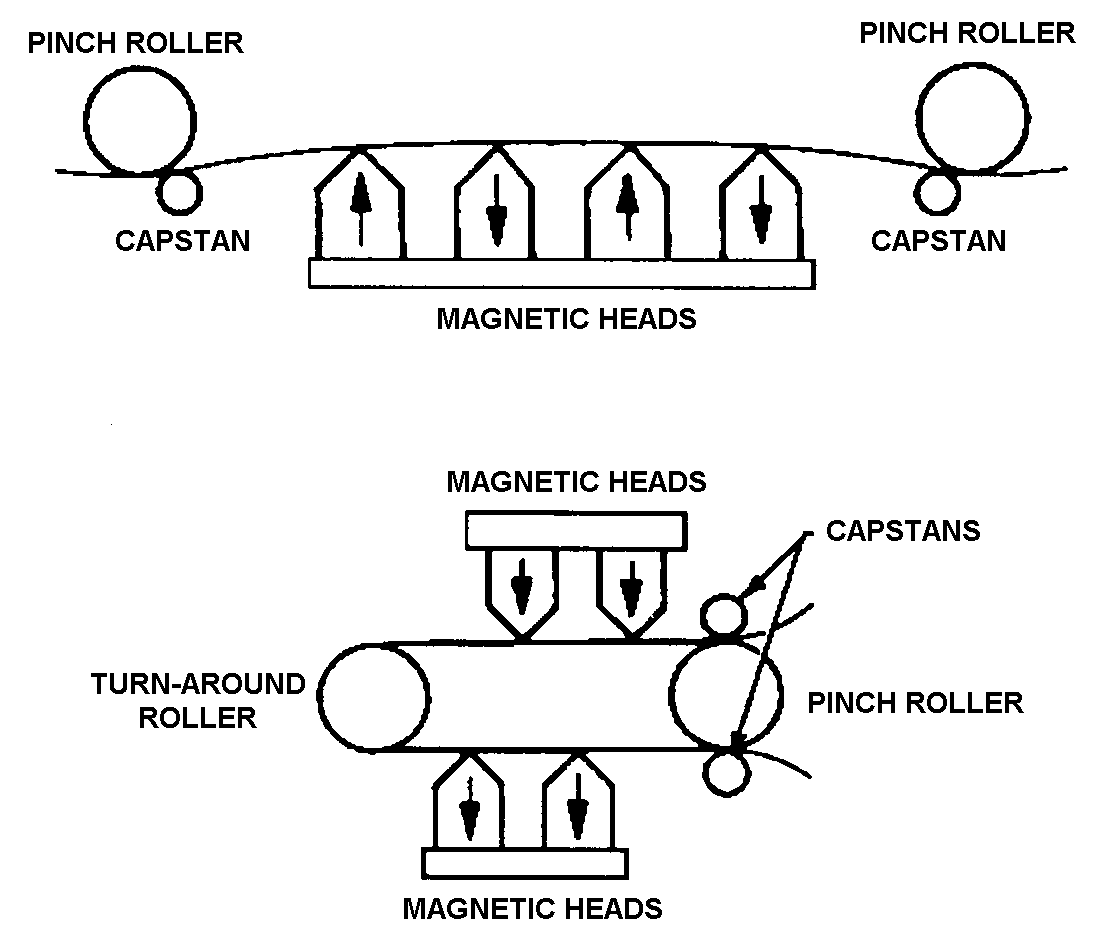 PINCH ROLLER
PINCH ROLLER
CAPSTAN
CAPSTAN
MAGNETIC HEADS
MAGNETIC HEADS
CAPSTANS
TURN-AROUND
ROLLER
PINCH ROLLER
MAGNETIC HEADS